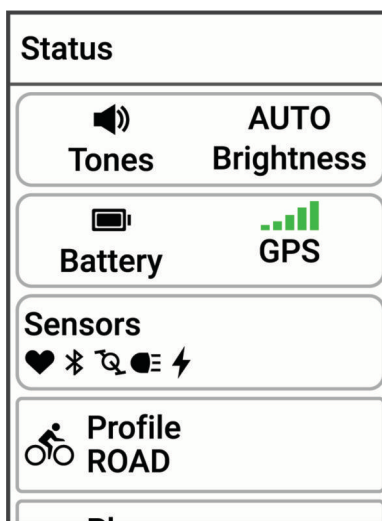 Status
AUTO
Tones Brightness
Battery GPS
Sensors
Profile
ROAD